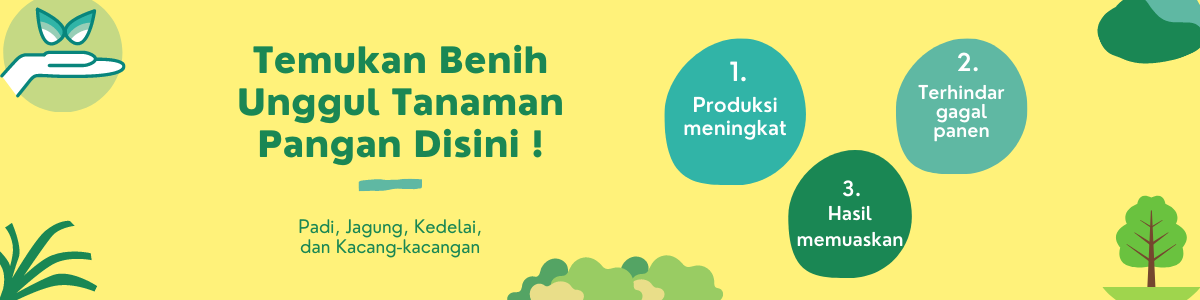 Temukan Benih
Unggul Tanaman
Pangan Disini !
Padi, Jagung, Kedelai,
dan Kacang-kacangan
1.
Produksi
meningkat
2.
Terhindar
gagal
panen
3.
Hasil
memuaskan